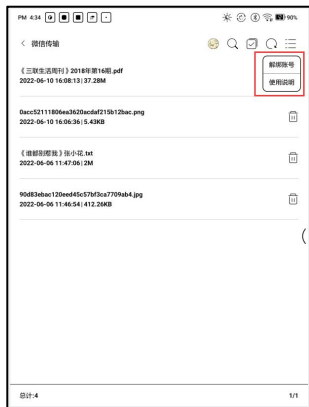 PM 4:34
90%
微信传输
《三联生活周刊》2018年第16期.pdf
2022-06-10 16:08:13 | 37.28M
解绑账号
使用说明
0acc52111806ea3620acdaf215b12bac.png
2022-06-10 16:06:36 | 5.43KB
《谁都别惹我》张小花.txt
2022-06-06 11:47:06 | 2M
90d83ebac120eed45c57bf3ca7709ab4.jpg
2022-06-06 11:46:54 | 412.26KB
总计:4
1/1